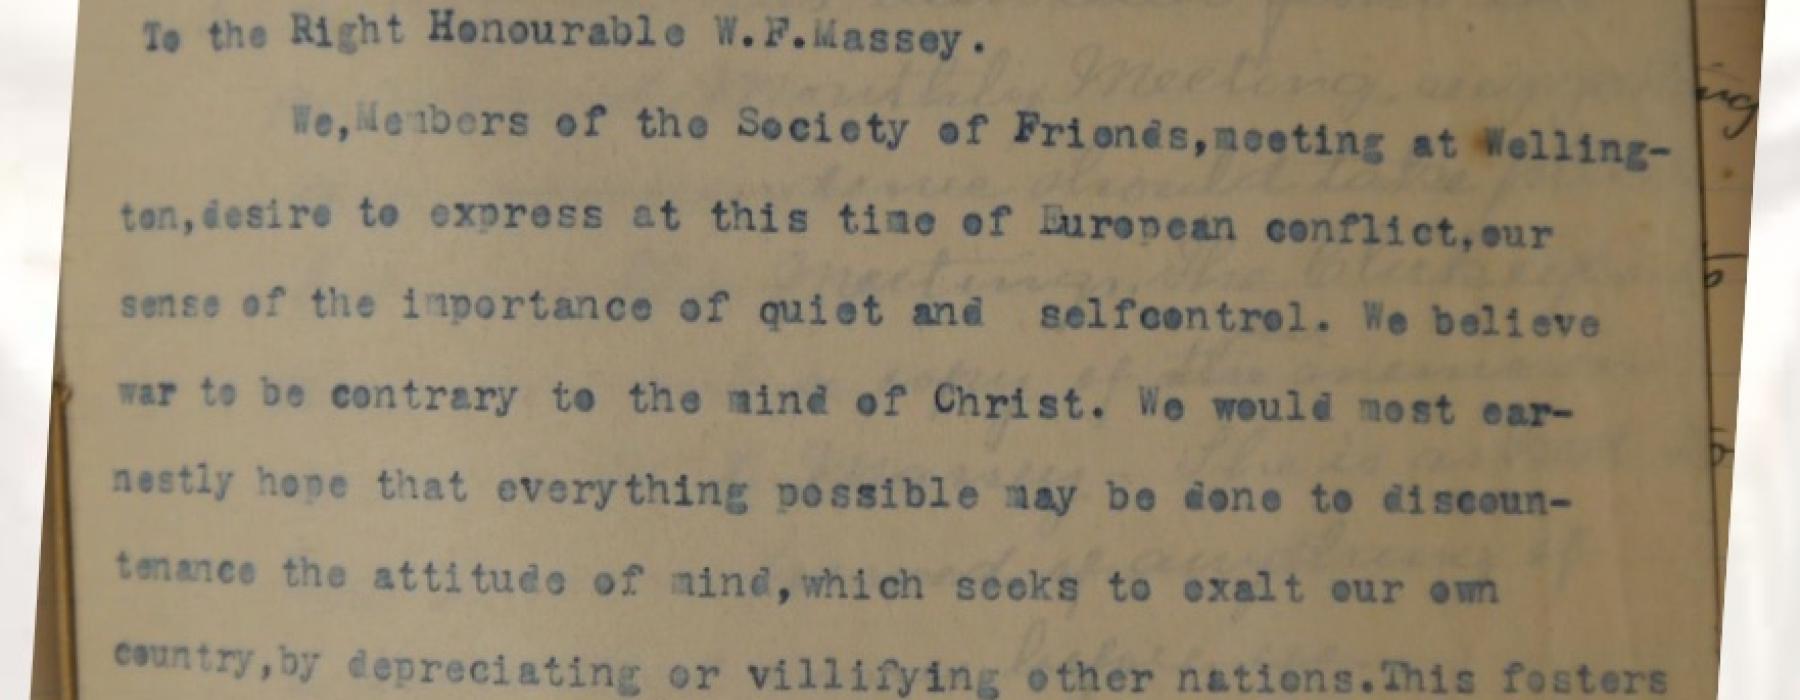 To the Right Honourable W.F.Massey.
We,Members of the Society of Friends,meeting at Welling-
ton,desire to express at this time of European conflict,our
sense of the importance of quiet and selfcontrol. We believe
war to be contrary to the mind of Christ. We would most ear-
nestly hope that everything possible may be done to discoun-
tenance the attitude of mind,which seeks to exalt our own
country,by depreciating or villifying other nations.This fosters